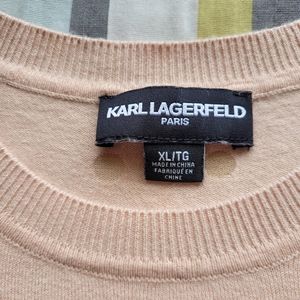 KARL LAGERFELD
PARIS
XL/TG
MADE IN CHINA
FABRIQUÉ EN
CHINE